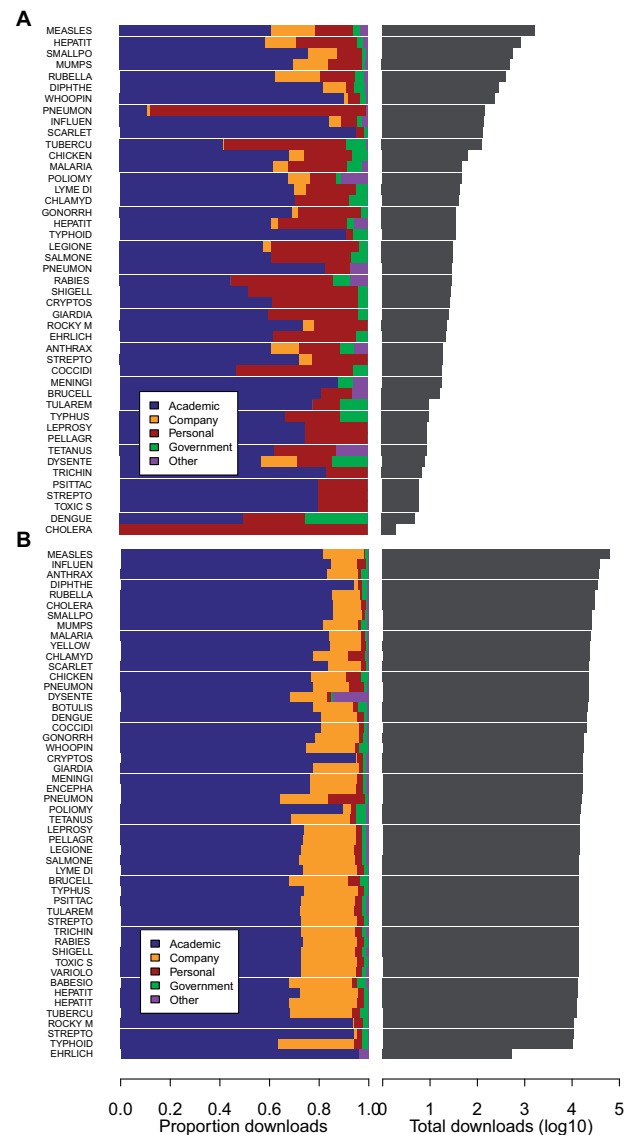 A
MEASLES
HEPATIT
SMALLPO
MUMPS
RUBELLA
DIPHTHE
WHOOPIN
PNEUMON
INFLUEN
SCARLET
TUBERCU
CHICKEN
MALARIA
POLIOMY
LYME DI
CHLAMYD
GONORRH
HEPATIT
TYPHOID
LEGIONE
SALMONE
PNEUMON
RABIES
SHIGELL
CRYPTOS
GIARDIA
ROCKY M
EHRLICH
ANTHRAX
STREPTO
COCCIDI
MENINGI
BRUCELL
TULAREM
TYPHUS
LEPROSY
PELLAGR
TETANUS
DYSENTE
TRICHIN
PSITTAC
STREPTO
TOXIC S
DENGUE
CHOLERA
Academic
Company
Personal
Government
Other
B
MEASLES
INFLUEN
ANTHRAX
DIPHTHE
RUBELLA
CHOLERA
SMALLPO
MUMPS
MALARIA
YELLOW
CHLAMYD
SCARLET
CHICKEN
PNEUMON
DYSENTE
BOTULIS
DENGUE
COCCIDI
GONORRH
WHOOPIN
CRYPTOS
GIARDIA
MENINGI
ENCEPHA
PNEUMON
POLIOMY
TETANUS
LEPROSY
PELLAGR
LEGIONE
SALMONE
LYME DI
BRUCELL
TYPHUS
PSITTAC
TULAREM
STREPTO
TRICHIN
RABIES
SHIGELL
TOXIC S
VARIOLO
BABESIO
HEPATIT
HEPATIT
TUBERCU
ROCKY M
STREPTO
TYPHOID
EHRLICH
Academic
Company
Personal
Government
Other
0.0 0.2 0.4 0.6 0.8 1.0 0 1 2 3 4 5
Proportion downloads Total downloads (log10)